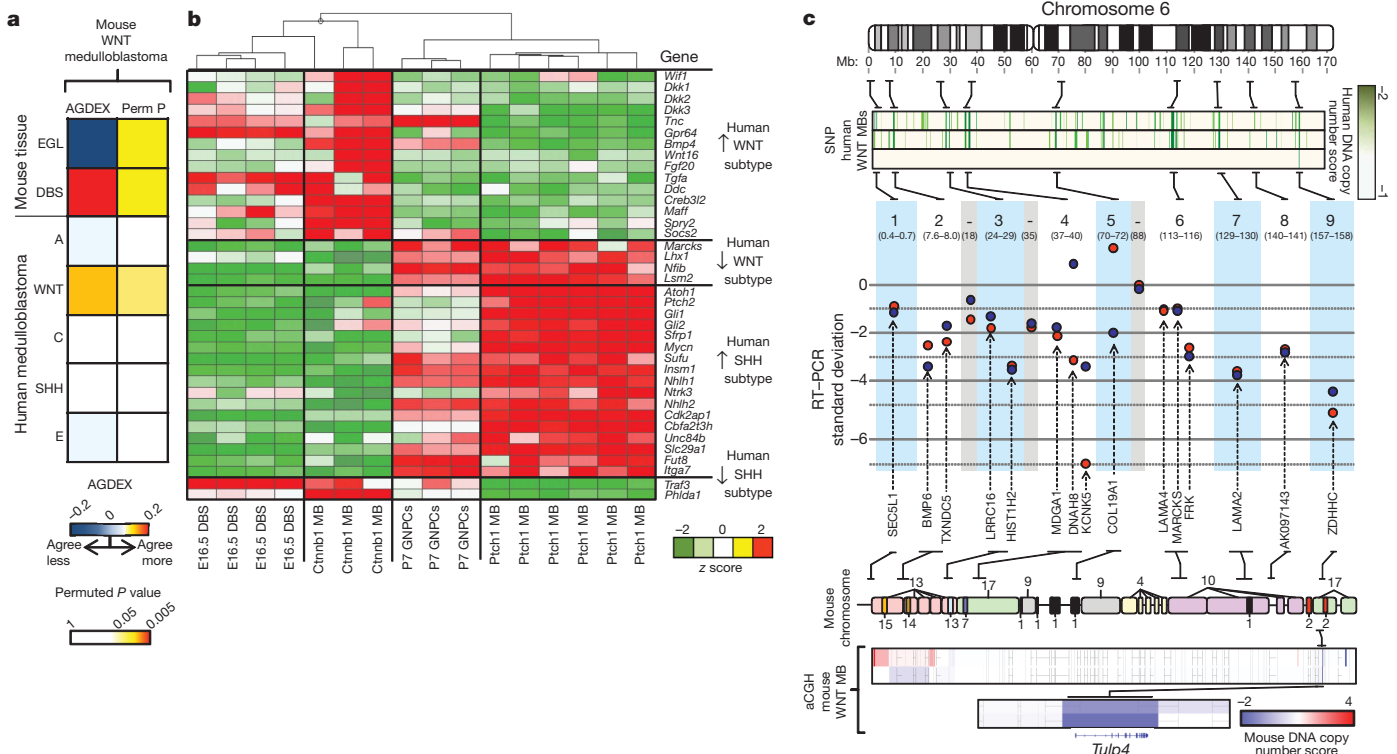 a
Mouse
WNT
medulloblastoma
AGDEX
Perm P
Mouse tissue
EGL
DBS
Human medulloblastoma
A
WNT
C
SHH
E
AGDEX
−0.2
0
0.2
Agree
less
Agree
more
Permuted P value
1
0.05
0.005
b
Gene
Wif1
Dkk1
Dkk2
Dkk3
Tnc
Gpr64
Bmp4
Wnt16
Fgf20
Tgfa
Ddc
Creb3l2
Maff
Spry2
Socs2
Marcks
Lhx1
Nfib
Lsm2
Atoh1
Ptch2
Gli1
Gli2
Sfrp1
Mycn
Sufu
Insm1
Nhlh1
Ntrk3
Nhlh2
Cdk2ap1
Cbfa2t3h
Unc84b
Slc29a1
Fut8
Itga7
Traf3
Phlda1
Human
↑ WNT
subtype
Human
↓ WNT
subtype
Human
↑ SHH
subtype
Human
↓ SHH
subtype
E16.5 DBS
E16.5 DBS
E16.5 DBS
E16.5 DBS
Ctnnb1 MB
Ctnnb1 MB
Ctnnb1 MB
P7 GNPCs
P7 GNPCs
P7 GNPCs
Ptch1 MB
Ptch1 MB
Ptch1 MB
Ptch1 MB
Ptch1 MB
Ptch1 MB
−2 0 2
z score
c
Chromosome 6
Mb: 0 10 20 30 40 50 60 70 80 90 100 110 120 130 140 150 160 170
SNP
human
WNT MBs
Human DNA copy
number score
−2
−1
1 2 - 3 - 4 5 - 6 7 8 9
(0.4–0.7) (7.6–8.0) (18) (24–29) (35) (37–40) (70–72) (88) (113–116) (129–130) (140–141) (157–158)
RT–PCR
standard deviation
0
−2
−4
−6
SEC5L1
BMP6
TXNDC5
LRRC16
HIST1H2
MDGA1
DNAH8
KCNK5
COL19A1
LAMA4
MARCKS
FRK
LAMA2
AK097143
ZDHHC
Mouse
chromosome
13 17 9 9 4 10 17
15 14 13 7 1 1 1 1 1 2 2
aCGH
mouse
WNT MB
Tulp4
−2
4
Mouse DNA copy
number score